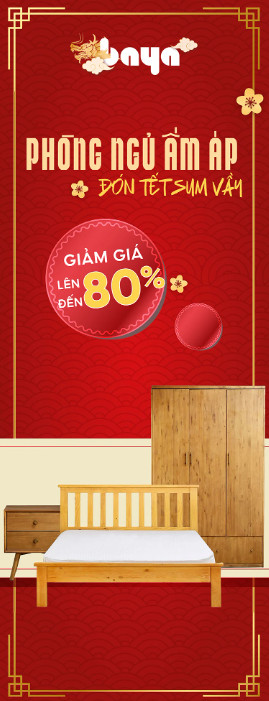 baya
PHÒNG NGỦ ẤM ÁP
ĐÓN TẾT SUM VẦY
GIẢM GIÁ
LÊN
ĐẾN 80%